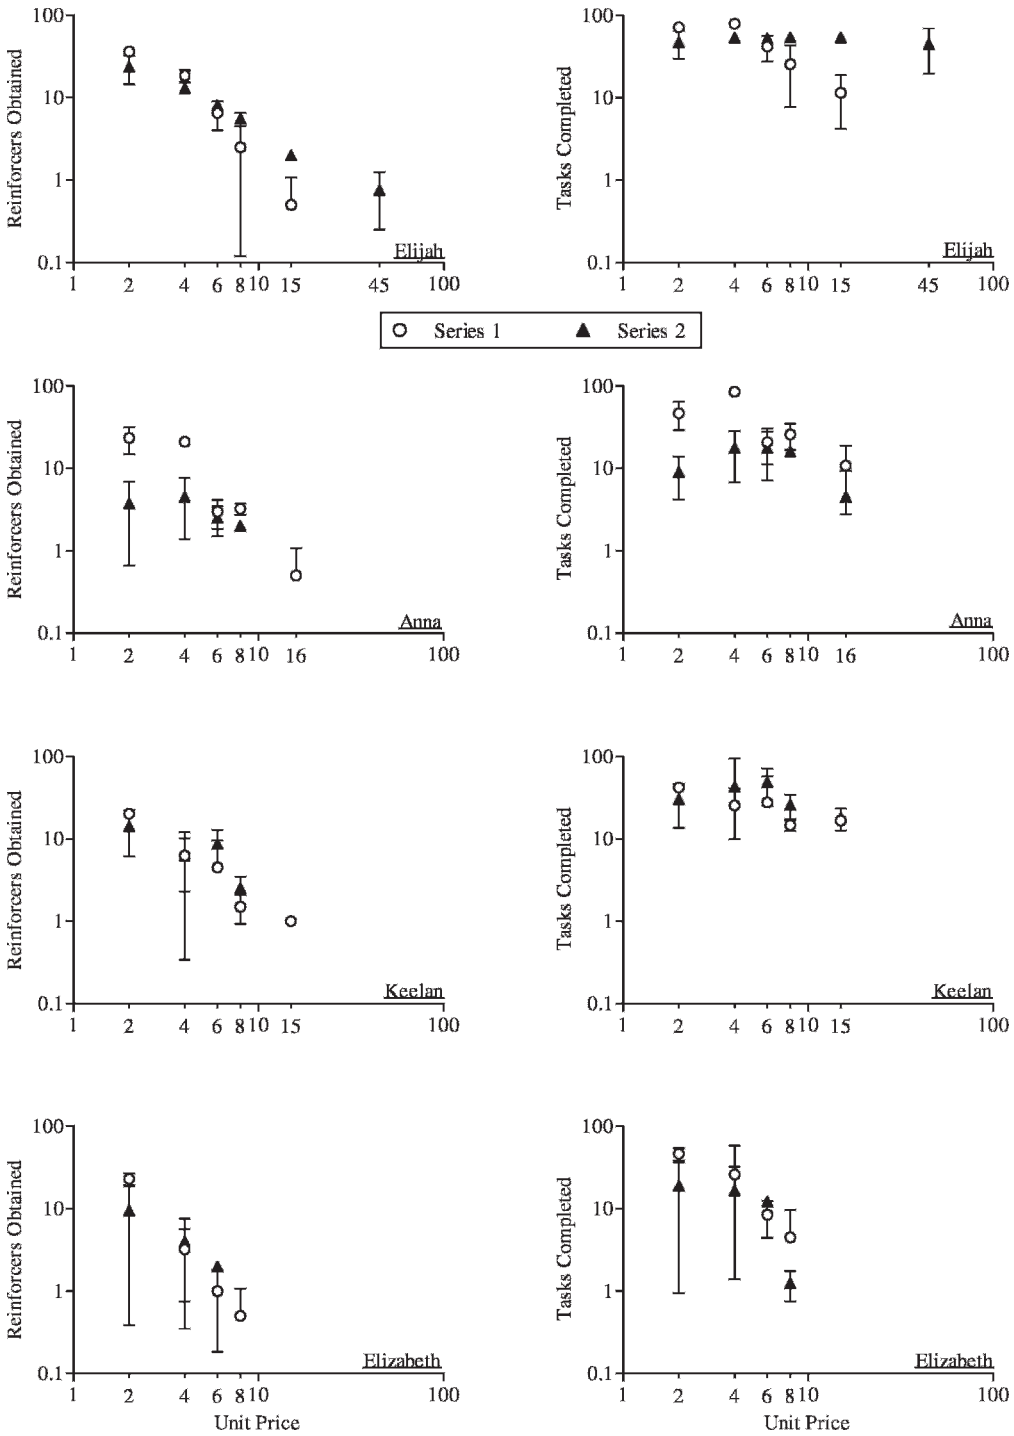 Reinforcers Obtained
100
10
1
0.1
Elijah
1 2 4 6 8 10 15 45 100
Tasks Completed
100
10
1
0.1
Elijah
1 2 4 6 8 10 15 45 100
Series 1 Series 2
Reinforcers Obtained
100
10
1
0.1
Anna
1 2 4 6 8 10 16 100
Tasks Completed
100
10
1
0.1
Anna
1 2 4 6 8 10 16 100
Reinforcers Obtained
100
10
1
0.1
Keelan
1 2 4 6 8 10 15 100
Tasks Completed
100
10
1
0.1
Keelan
1 2 4 6 8 10 15 100
Reinforcers Obtained
100
10
1
0.1
Elizabeth
1 2 4 6 8 10 100
Unit Price
Tasks Completed
100
10
1
0.1
Elizabeth
1 2 4 6 8 10 100
Unit Price